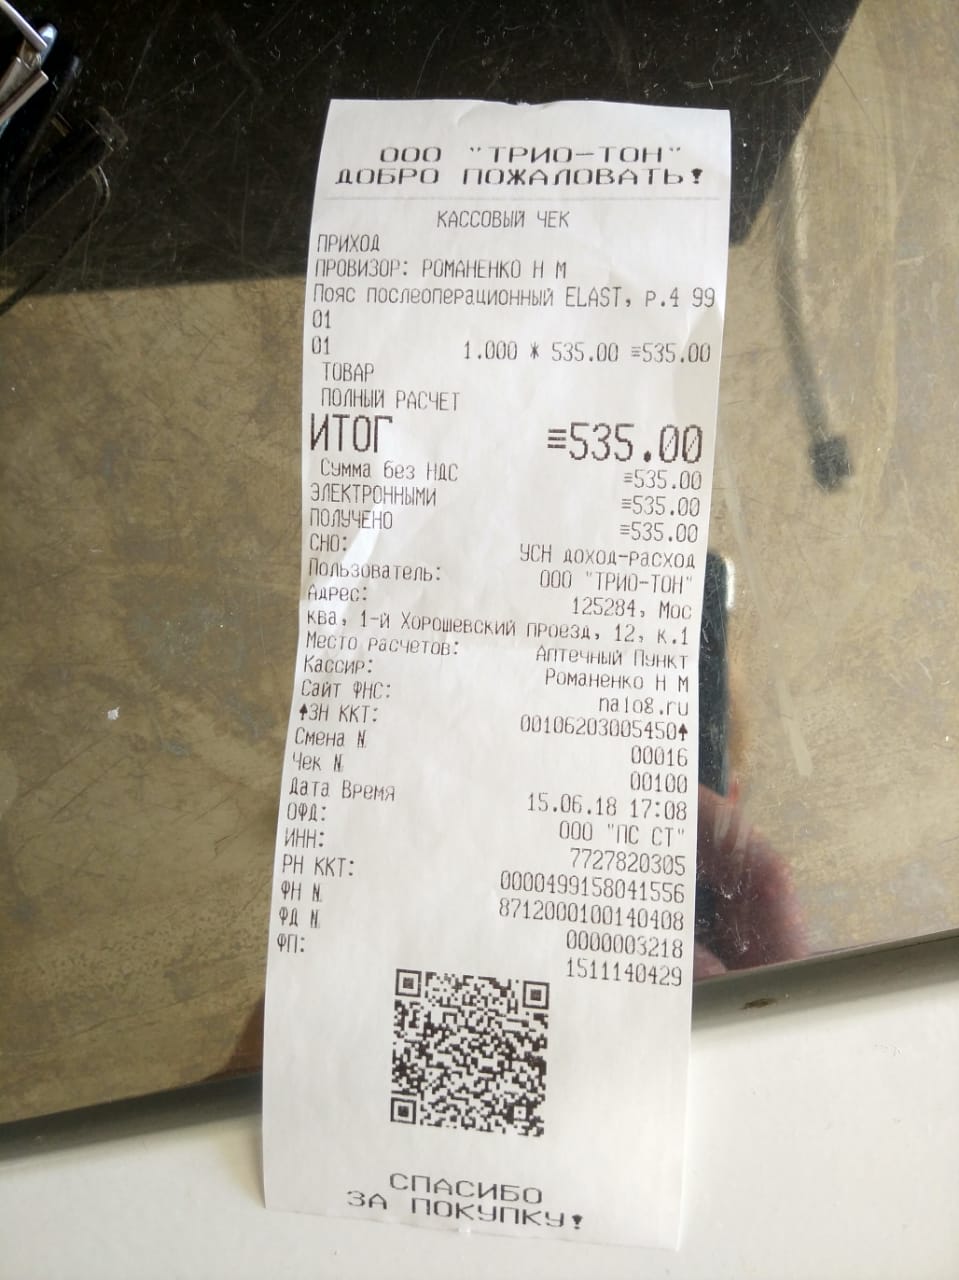 ООО "ТРИО-ТОН"
ДОБРО ПОЖАЛОВАТЬ!
КАССОВЫЙ ЧЕК
ПРИХОД
ПРОВИЗОР: РОМАНЕНКО Н М
Пояс послеоперационный ELAST, р.4 99
01
01 1.000 * 535.00 ≡535.00
ТОВАР
ПОЛНЫЙ РАСЧЕТ
ИТОГ ≡535.00
Сумма без НДС ≡535.00
ЭЛЕКТРОННЫМИ ≡535.00
ПОЛУЧЕНО ≡535.00
СНО: УСН доход-расход
Пользователь: ООО "ТРИО-ТОН"
Адрес: 125284, Мос
ква, 1-й Хорошевский проезд, 12, к.1
Место расчетов: Аптечный Пункт
Кассир: Романенко Н М
Сайт ФНС: nalog.ru
↑ЗН ККТ: 00106203005450↑
Смена № 00016
Чек № 00100
Дата Время 15.06.18 17:08
ОФД: ООО "ПС СТ"
ИНН: 7727820305
РН ККТ: 0000499158041556
ФН № 8712000100140408
ФД № 0000003218
ФП: 1511140429
СПАСИБО
ЗА ПОКУПКУ!